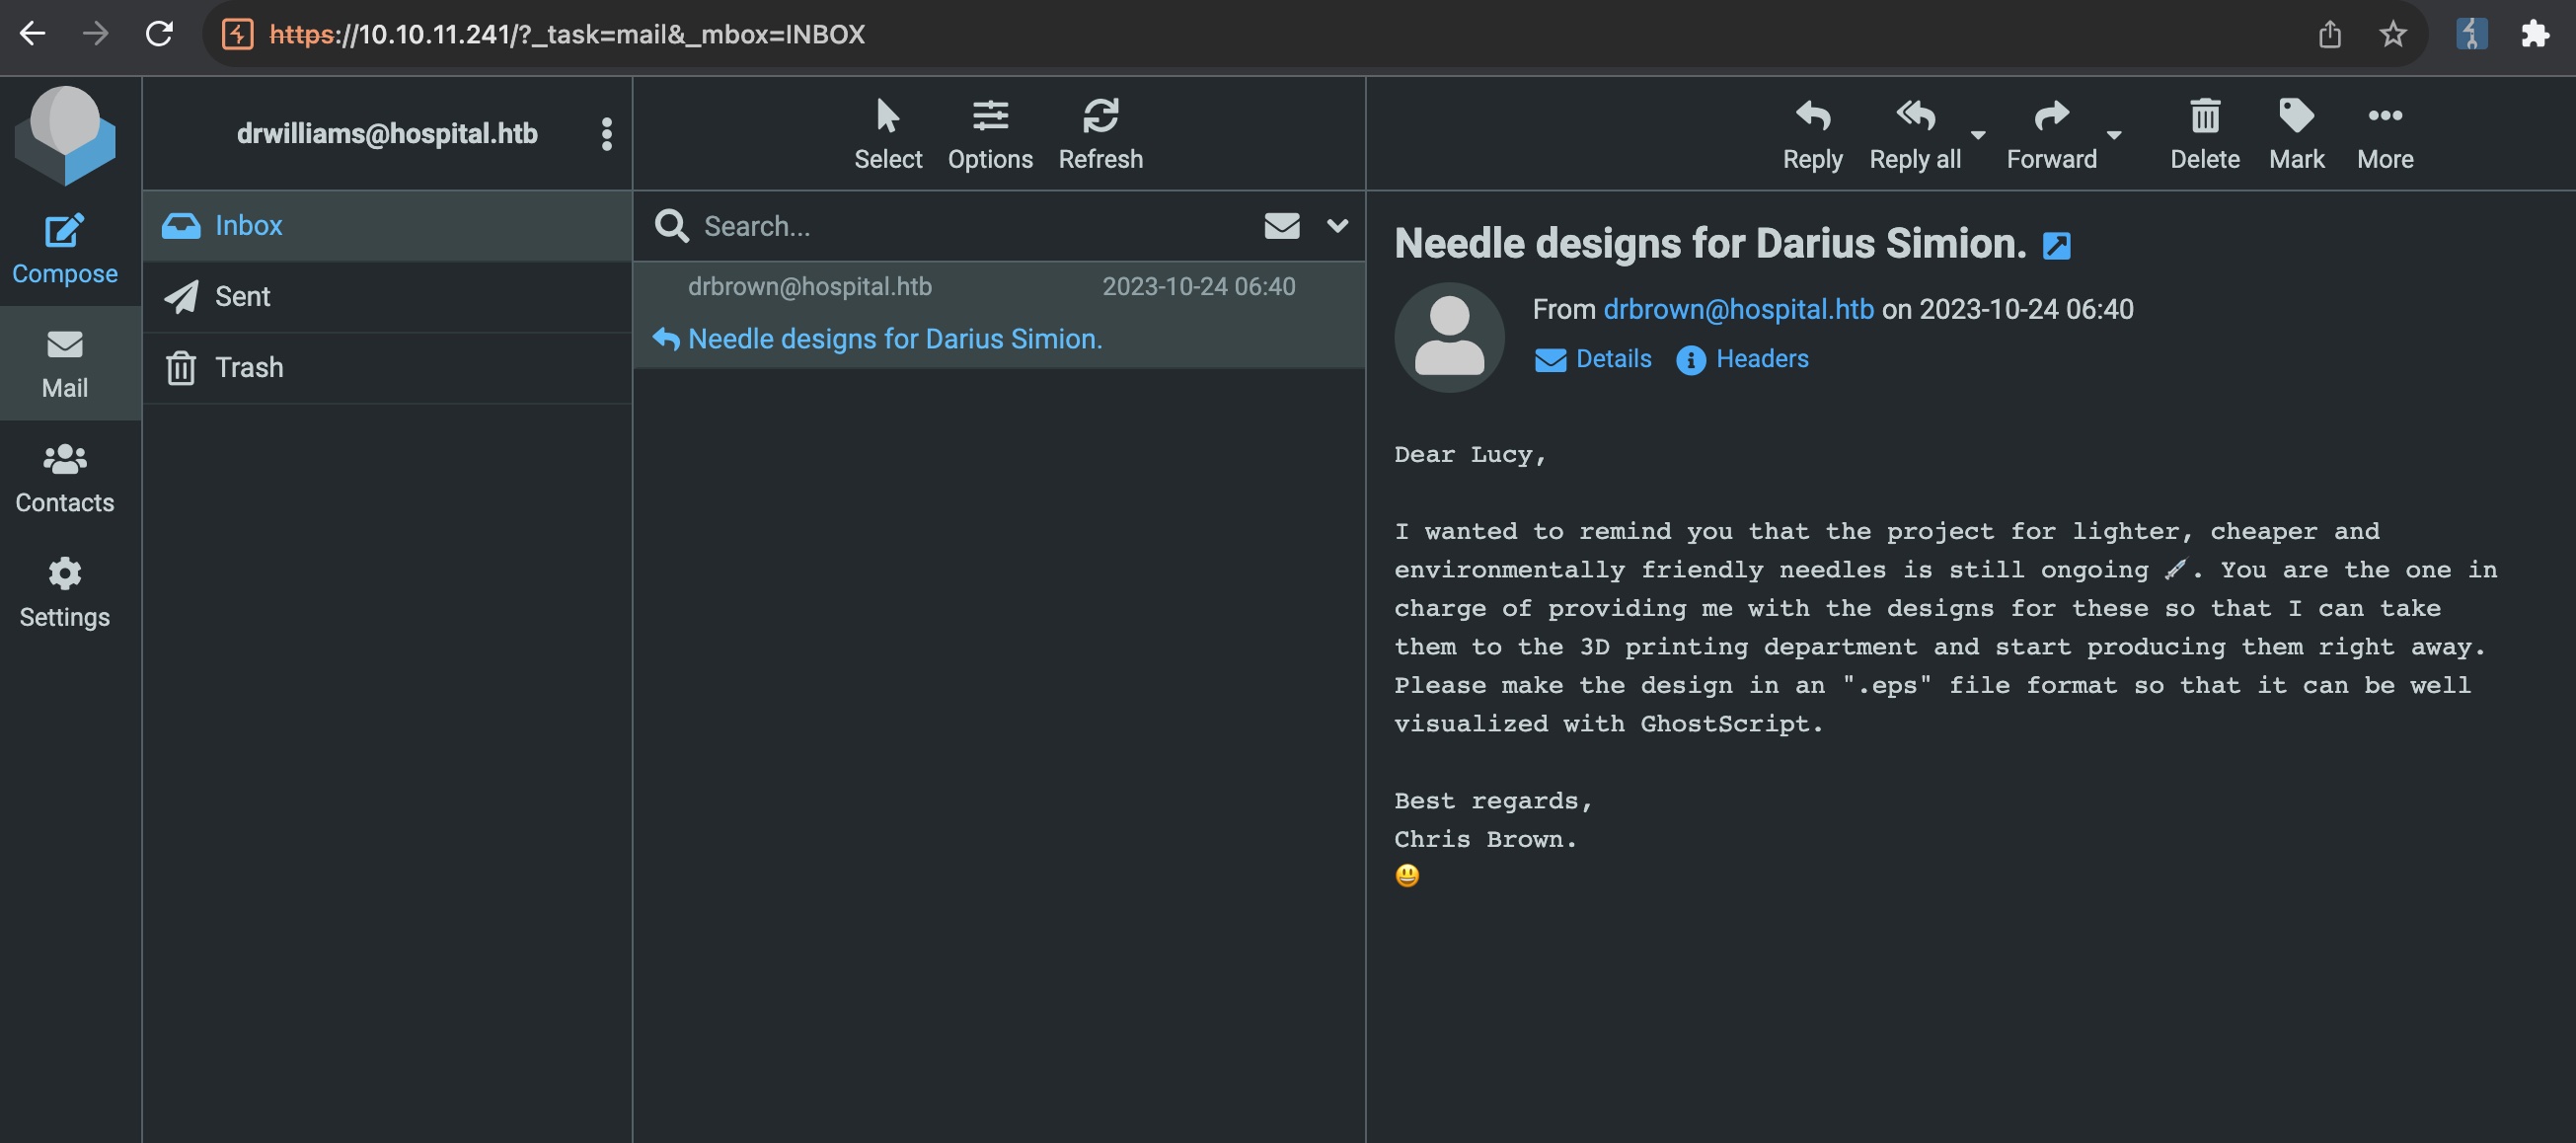 https://10.10.11.241/?_task=mail&_mbox=INBOX
drwilliams@hospital.htb
Select
Options
Refresh
Reply
Reply all
Forward
Delete
Mark
More
Compose
Mail
Contacts
Settings
Inbox
Sent
Trash
Search...
drbrown@hospital.htb 2023-10-24 06:40
Needle designs for Darius Simion.
Needle designs for Darius Simion.
From drbrown@hospital.htb on 2023-10-24 06:40
Details Headers
Dear Lucy,
I wanted to remind you that the project for lighter, cheaper and
environmentally friendly needles is still ongoing 💉. You are the one in
charge of providing me with the designs for these so that I can take
them to the 3D printing department and start producing them right away.
Please make the design in an ".eps" file format so that it can be well
visualized with GhostScript.
Best regards,
Chris Brown.
😃